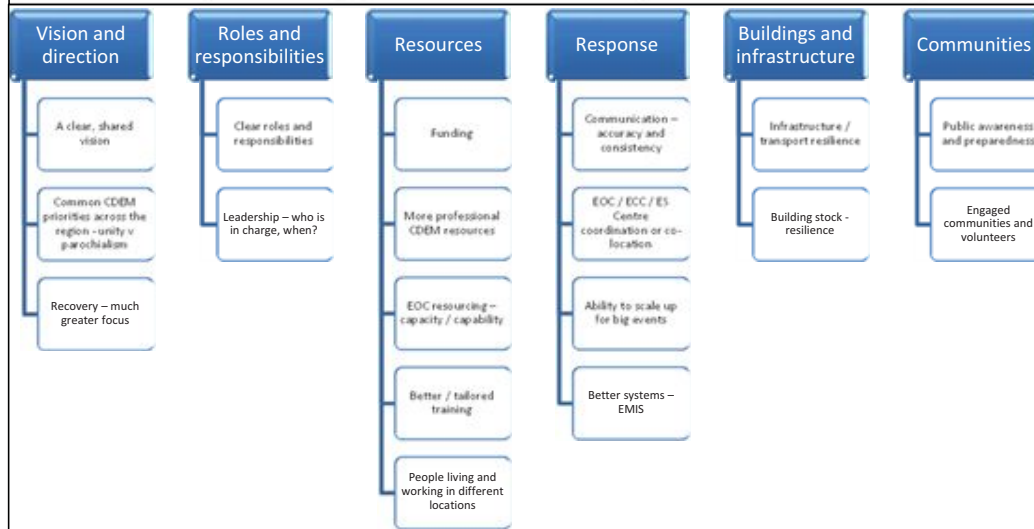 Vision and
direction
A clear, shared
vision
Common CDEM
priorities across the
region - unity v
parochialism
Recovery – much
greater focus
Roles and
responsibilities
Clear roles and
responsibilities
Leadership – who is
in charge, when?
Resources
Funding
More professional
CDEM resources
EOC resourcing –
capacity / capability
Better / tailored
training
People living and
working in different
locations
Response
Communication –
accuracy and
consistency
EOC / ECC / ES
Centre
coordination or co-
location
Ability to scale up
for big events
Better systems –
EMIS
Buildings and
infrastructure
Infrastructure /
transport resilience
Building stock -
resilience
Communities
Public awareness
and preparedness
Engaged
communities and
volunteers